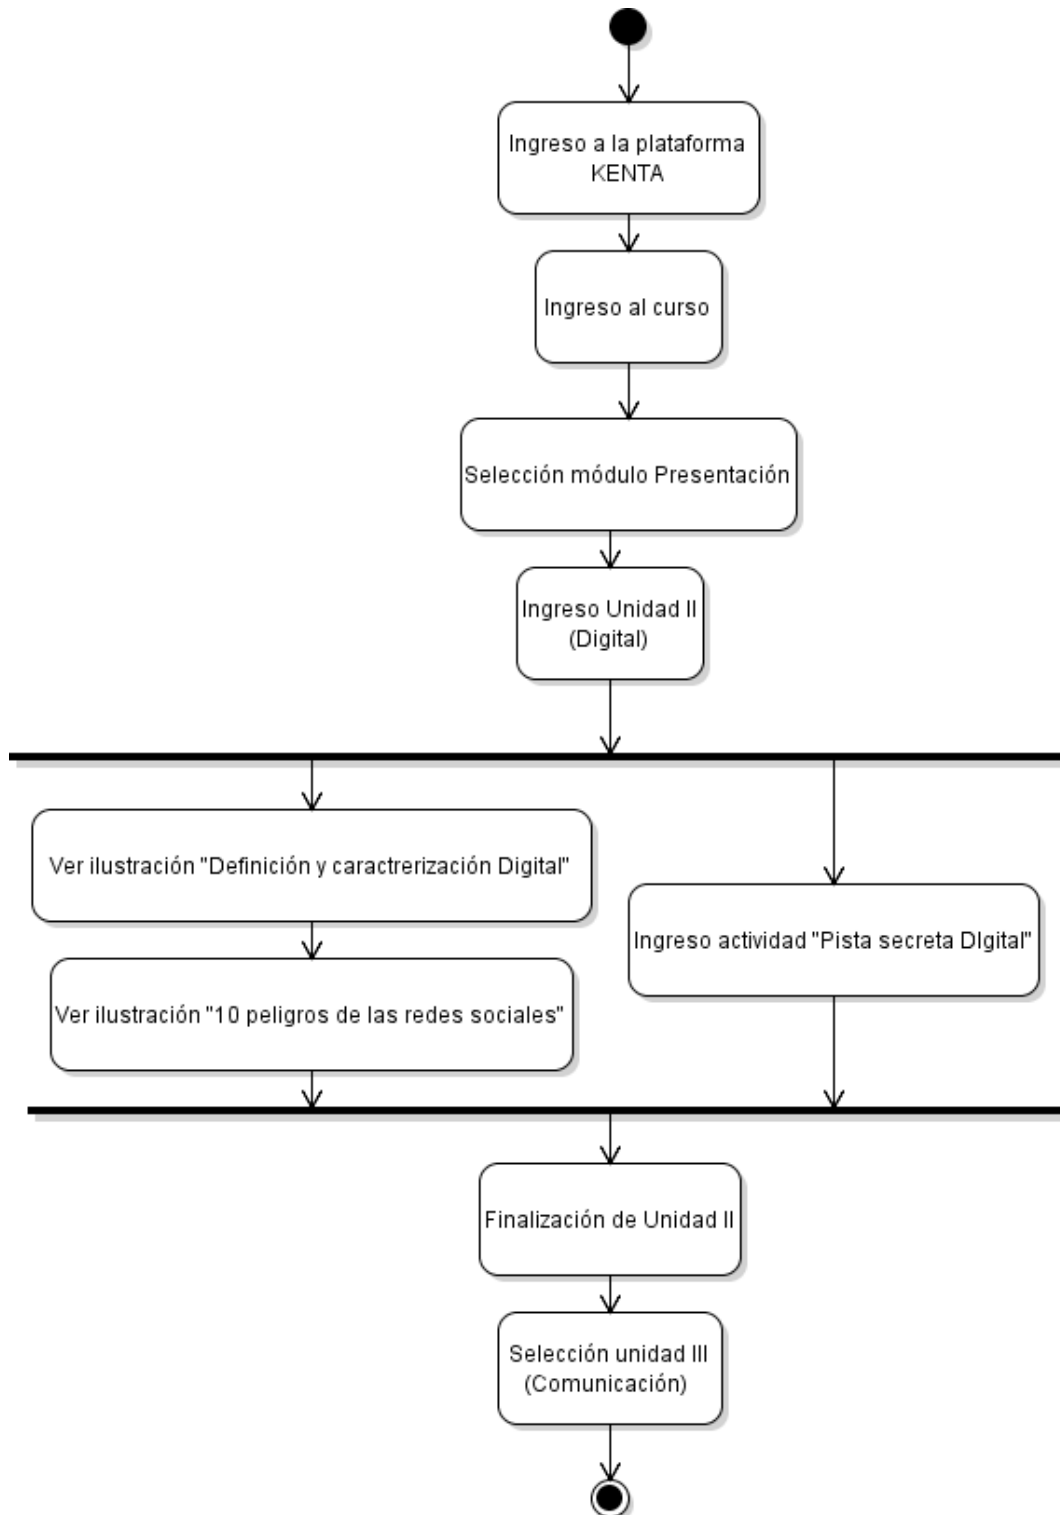 Ingreso a la plataforma
KENTA
Ingreso al curso
Selección módulo Presentación
Ingreso Unidad II
(Digital)
Ver ilustración "Definición y caractrerización Digital"
Ingreso actividad "Pista secreta DIgital"
Ver ilustración "10 peligros de las redes sociales"
Finalización de Unidad II
Selección unidad III
(Comunicación)